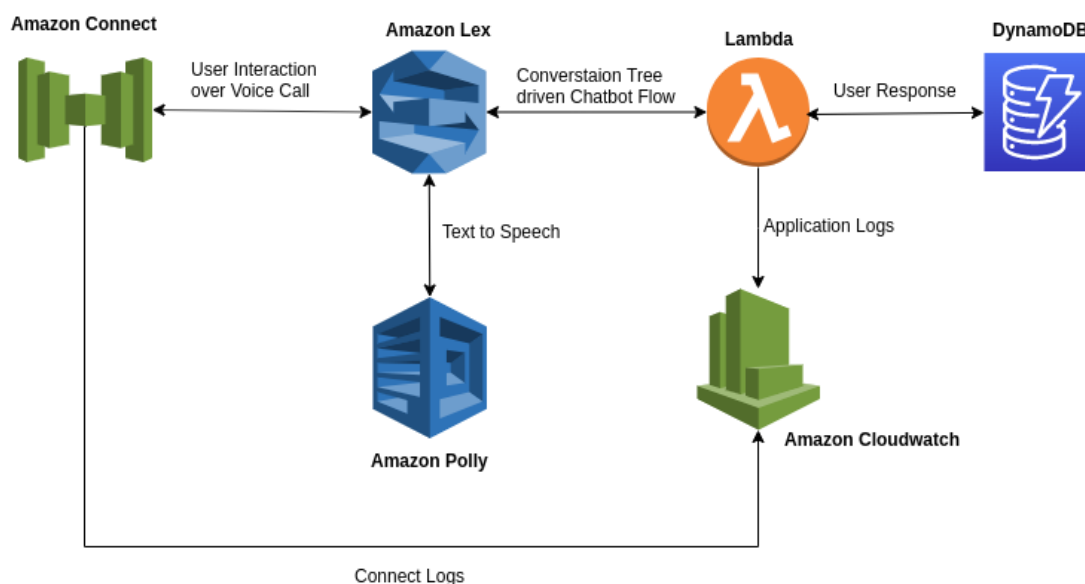 Amazon Connect
Amazon Lex
Lambda
DynamoDB
User Interaction
over Voice Call
Converstaion Tree
driven Chatbot Flow
User Response
Text to Speech
Application Logs
Amazon Polly
Amazon Cloudwatch
Connect Logs